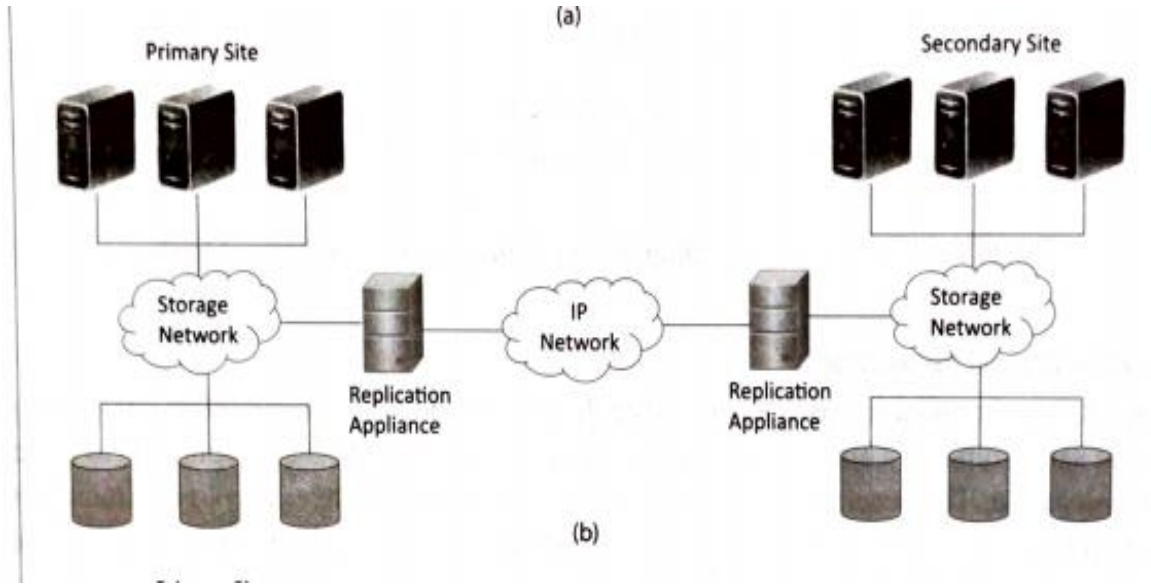 (a)
Primary Site
Secondary Site
Storage
Network
IP
Network
Storage
Network
Replication
Appliance
Replication
Appliance
(b)